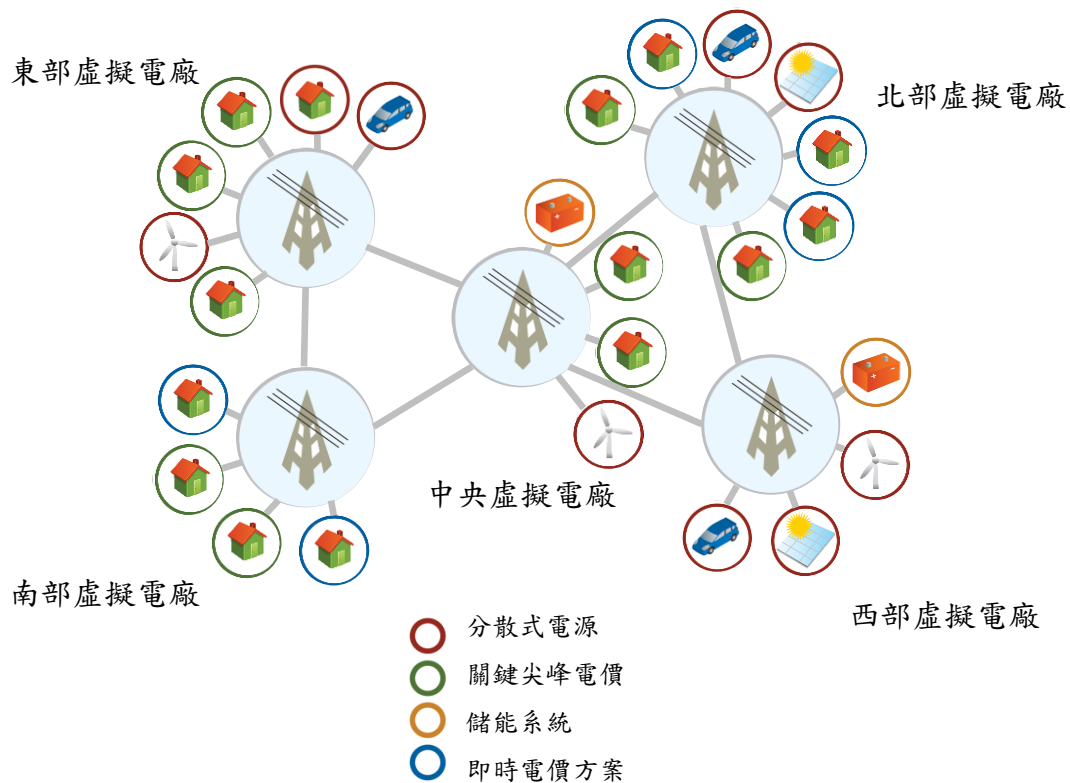 東部虛擬電廠
北部虛擬電廠
中央虛擬電廠
南部虛擬電廠
西部虛擬電廠
分散式電源
關鍵尖峰電價
儲能系統
即時電價方案